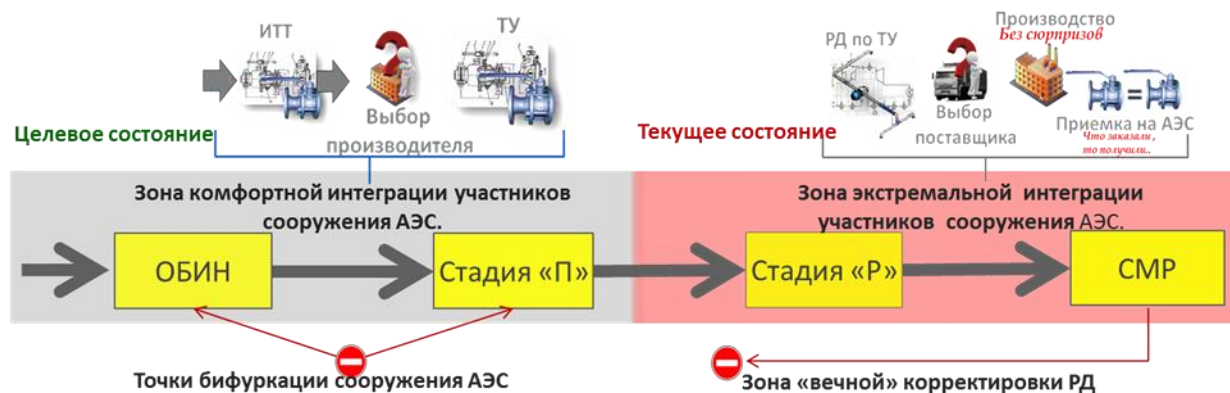 ИТТ
Выбор
производителя
ТУ
Целевое состояние
РД по ТУ
Выбор
поставщика
Производство
Без сюрпризов
Приемка на АЭС
Что заказали ,
то получили..
Текущее состояние
Зона комфортной интеграции участников
сооружения АЭС.
Зона экстремальной интеграции
участников сооружения АЭС.
ОБИН
Стадия «П»
Стадия «Р»
СМР
Точки бифуркации сооружения АЭС
Зона «вечной» корректировки РД